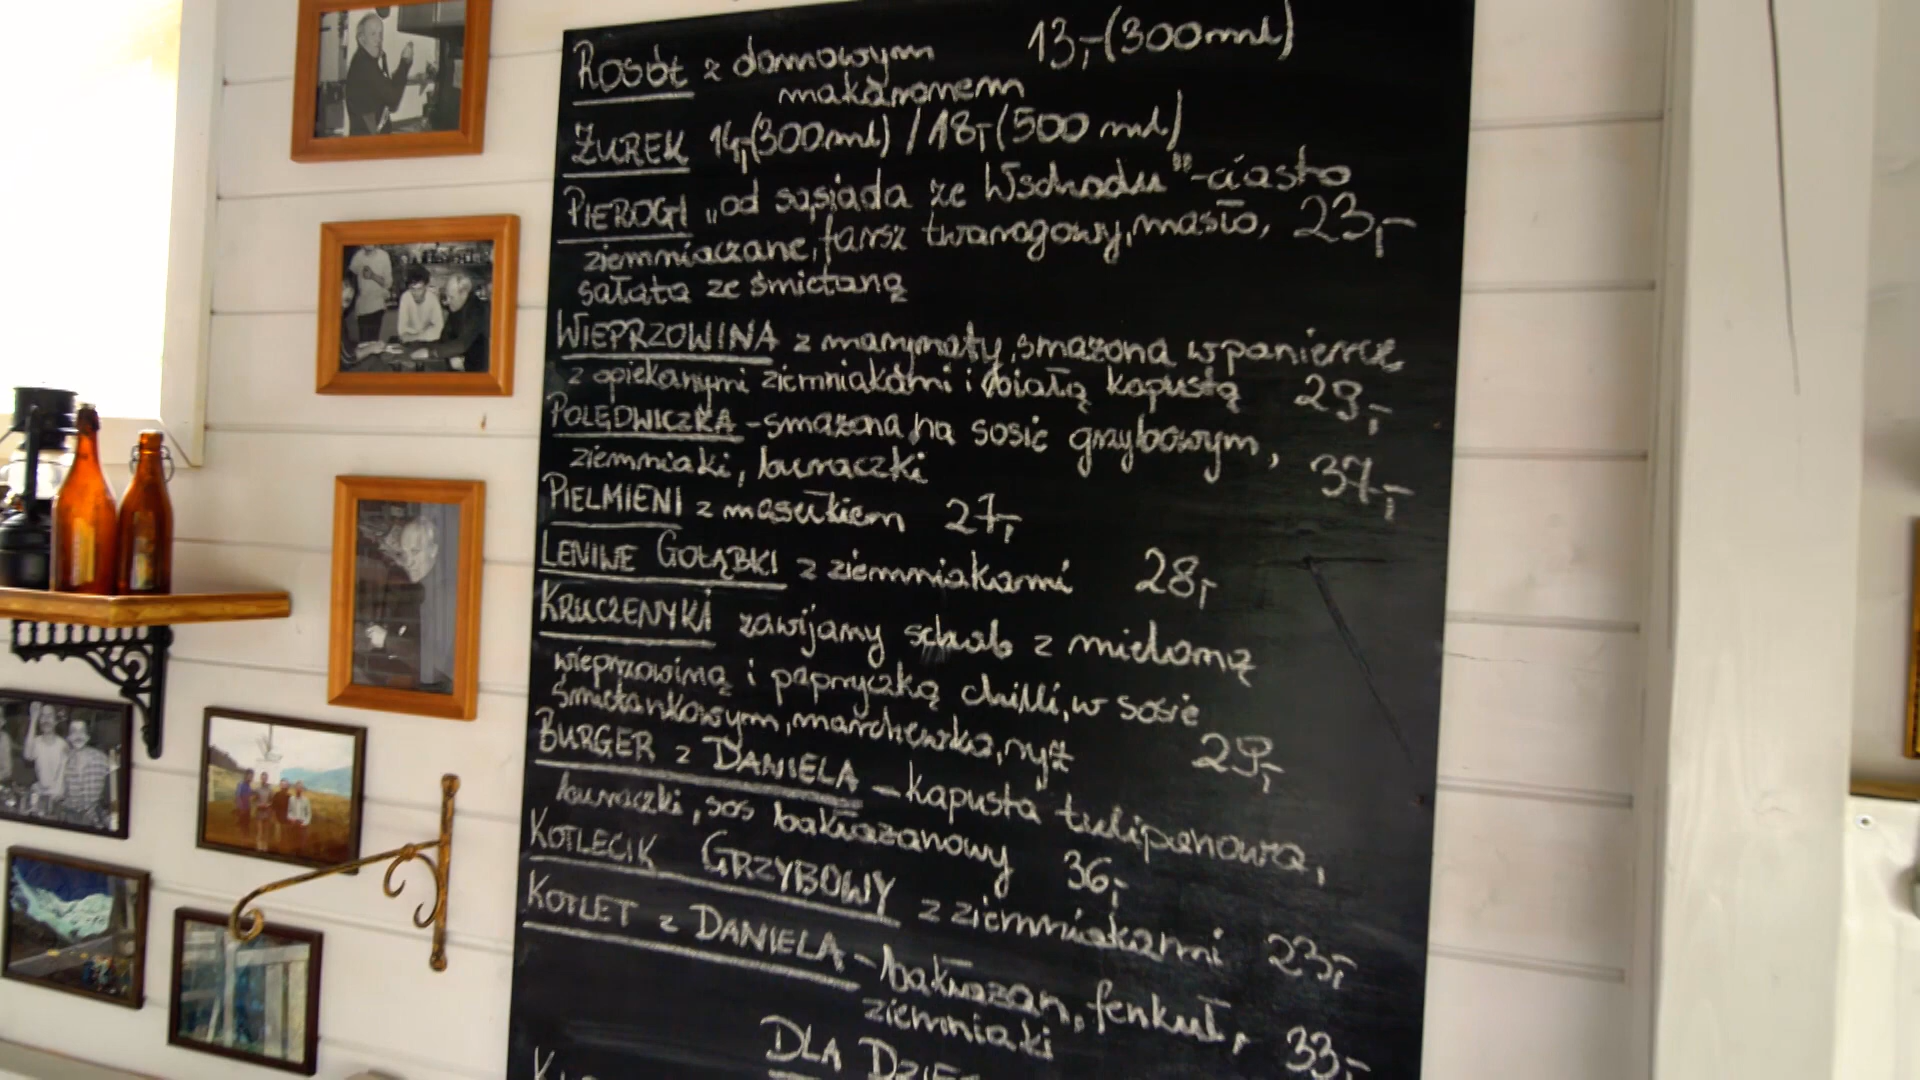 ROSÓŁ z domowym 13,-(300ml)
makaronem
ŻUREK 14,-(300ml) / 18,-(500 ml)
PIEROGI „od sąsiada ze Wschodu"-ciasto
ziemniaczane, farsz twarogowy, masło, 23,-
sałata ze śmietaną
WIEPRZOWINA z marynaty, smażona w panierce
z opiekanymi ziemniakami i białą kapustą 29,-
POLĘDWICZKA - smażona, na sosie grzybowym,
ziemniaki, buraczki 37,-
PIELMIENI z masełkiem 27,-
LENIWE GOŁĄBKI z ziemniakami 28,-
KRUCZENYKI zawijamy schab z mieloną
wieprzowiną i papryczką chilli, w sosie
śmietankowym, marchewka, ryż 29,-
BURGER z DANIELA - kapusta tulipanowa,
buraczki, sos bakłażanowy 36,-
KOTLECIK GRZYBOWY z ziemniakami 23,-
KOTLET z DANIELA - bakłażan, fenkuł,
ziemniaki 33,-
DLA